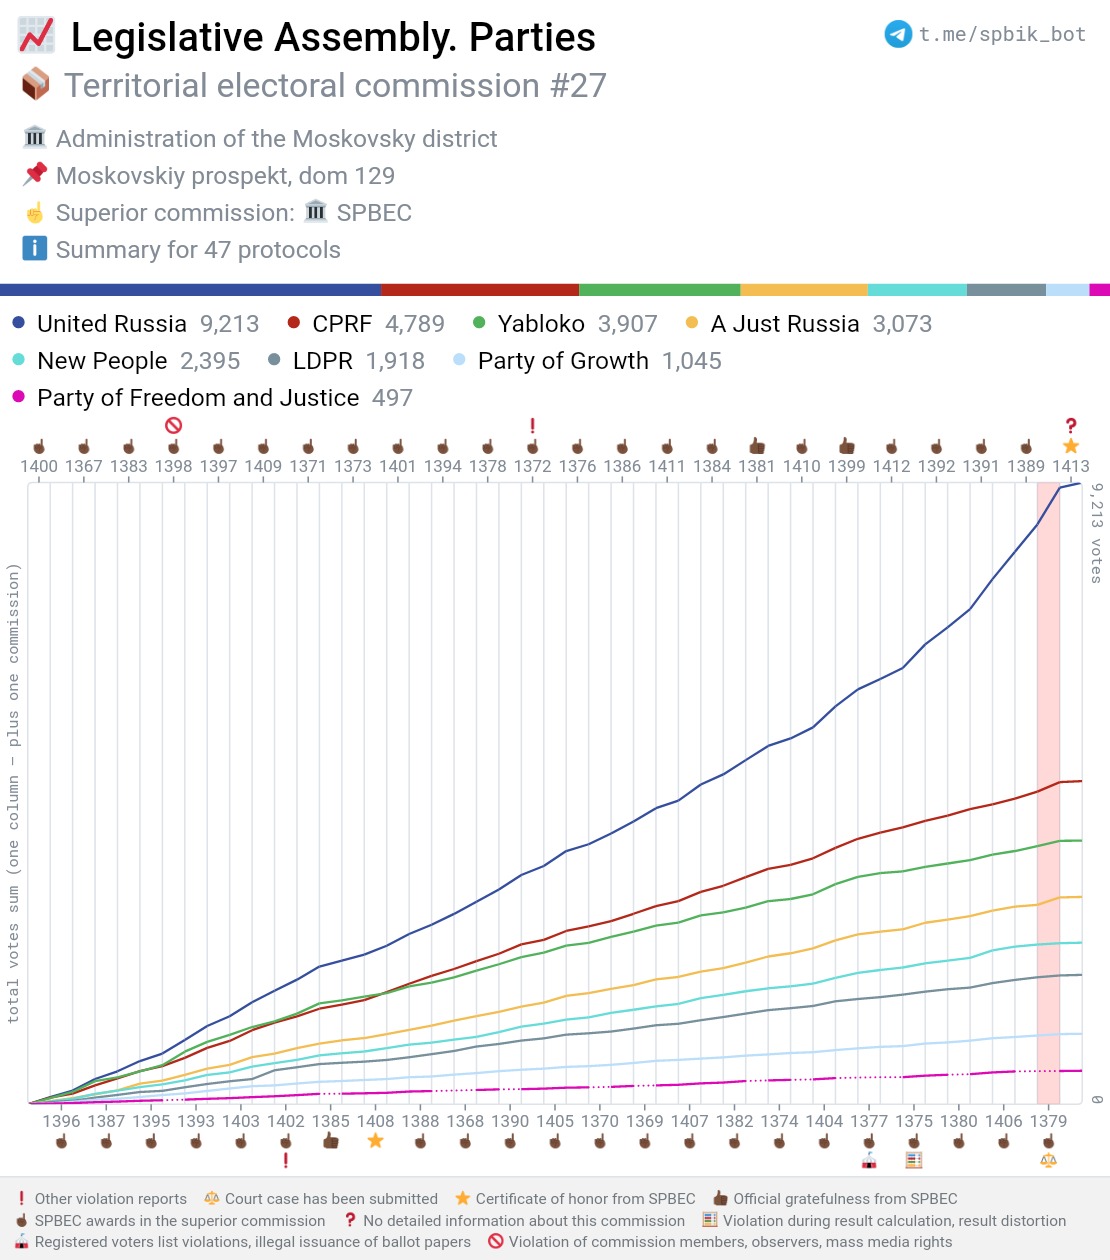 Legislative Assembly. Parties
t.me/spbik_bot
Territorial electoral commission #27
Administration of the Moskovsky district
Moskovskiy prospekt, dom 129
Superior commission: SPBEC
Summary for 47 protocols
United Russia 9,213 CPRF 4,789 Yabloko 3,907 A Just Russia 3,073
New People 2,395 LDPR 1,918 Party of Growth 1,045
Party of Freedom and Justice 497
1400 1367 1383 1398 1397 1409 1371 1373 1401 1394 1378 1372 1376 1386 1411 1384 1381 1410 1399 1412 1392 1391 1389 1413
9,213 votes
total votes sum (one column – plus one commission)
0
1396 1387 1395 1393 1403 1402 1385 1408 1388 1368 1390 1405 1370 1369 1407 1382 1374 1404 1377 1375 1380 1406 1379
Other violation reports Court case has been submitted Certificate of honor from SPBEC Official gratefulness from SPBEC
SPBEC awards in the superior commission No detailed information about this commission Violation during result calculation, result distortion
Registered voters list violations, illegal issuance of ballot papers Violation of commission members, observers, mass media rights